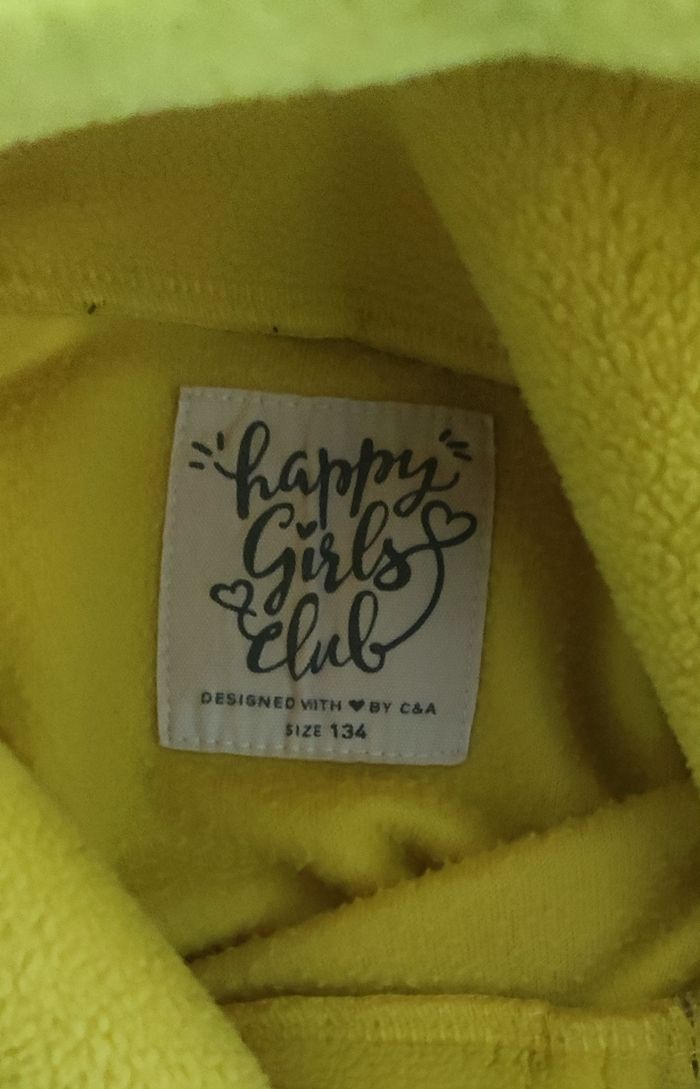 happy
Girls
Club
DESIGNED WITH ♥ BY C&A
SIZE 134